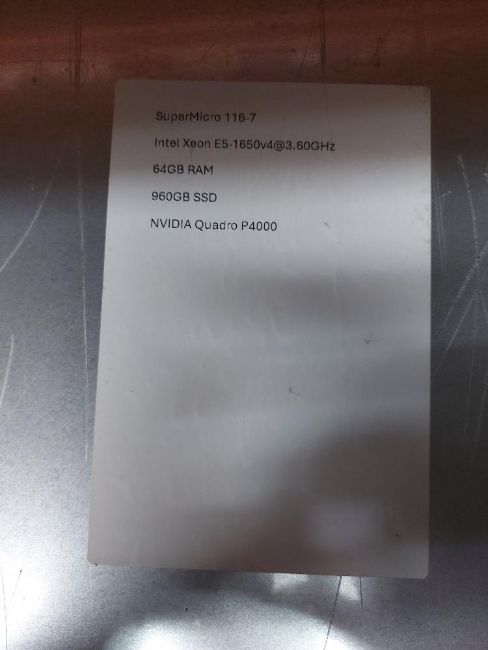 SuperMicro 116-7
Intel Xeon E5-1650v4@3.60GHz
64GB RAM
960GB SSD
NVIDIA Quadro P4000